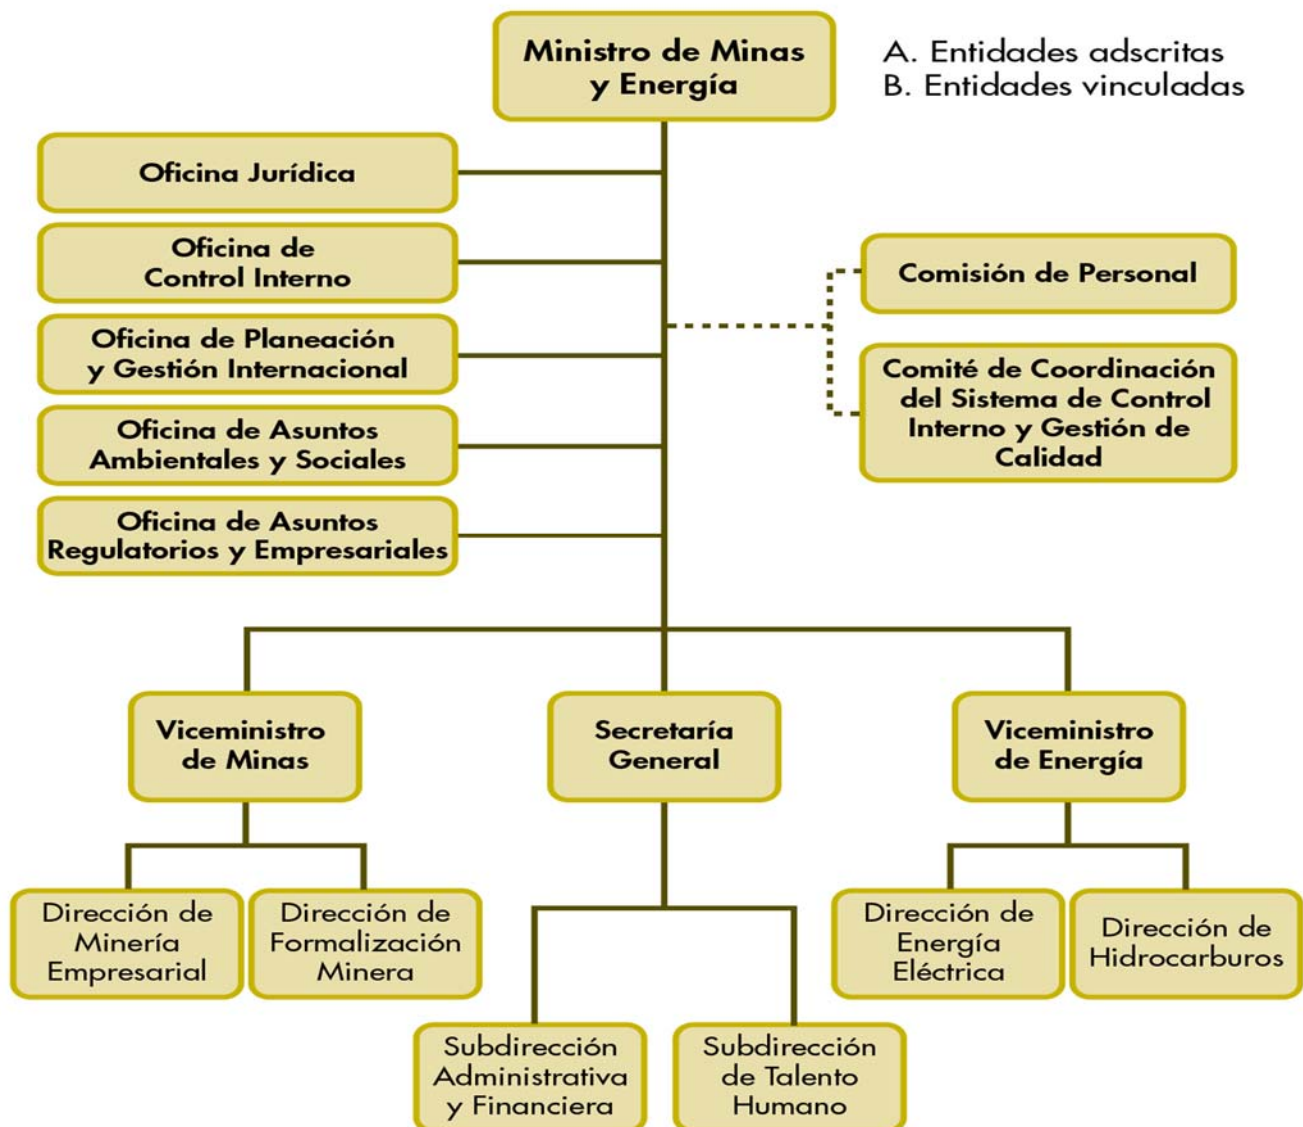 Ministro de Minas
y Energía
A. Entidades adscritas
B. Entidades vinculadas
Oficina Jurídica
Oficina de
Control Interno
Oficina de Planeación
y Gestión Internacional
Oficina de Asuntos
Ambientales y Sociales
Oficina de Asuntos
Regulatorios y Empresariales
Comisión de Personal
Comité de Coordinación
del Sistema de Control
Interno y Gestión de
Calidad
Viceministro
de Minas
Secretaría
General
Viceministro
de Energía
Dirección de
Minería
Empresarial
Dirección de
Formalización
Minera
Subdirección
Administrativa
y Financiera
Subdirección
de Talento
Humano
Dirección de
Energía
Eléctrica
Dirección de
Hidrocarburos